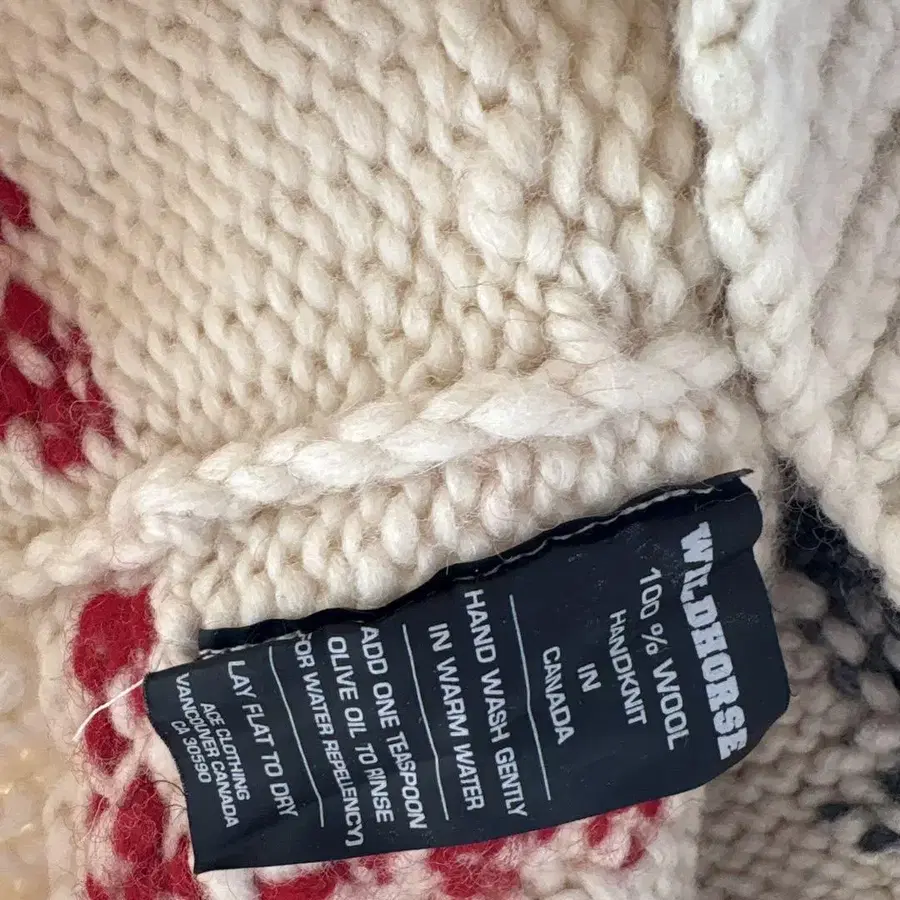 WILDHORSE
100 % WOOL
HANDKNIT
IN
CANADA
HAND WASH GENTLY
IN WARM WATER
ADD ONE TEASPOON
OLIVE OIL TO RINSE
FOR WATER REPELIENCY)
LAY FLAT TO DRY
ACE CLOTHING
VANCOUVER CANADA
CA 30590